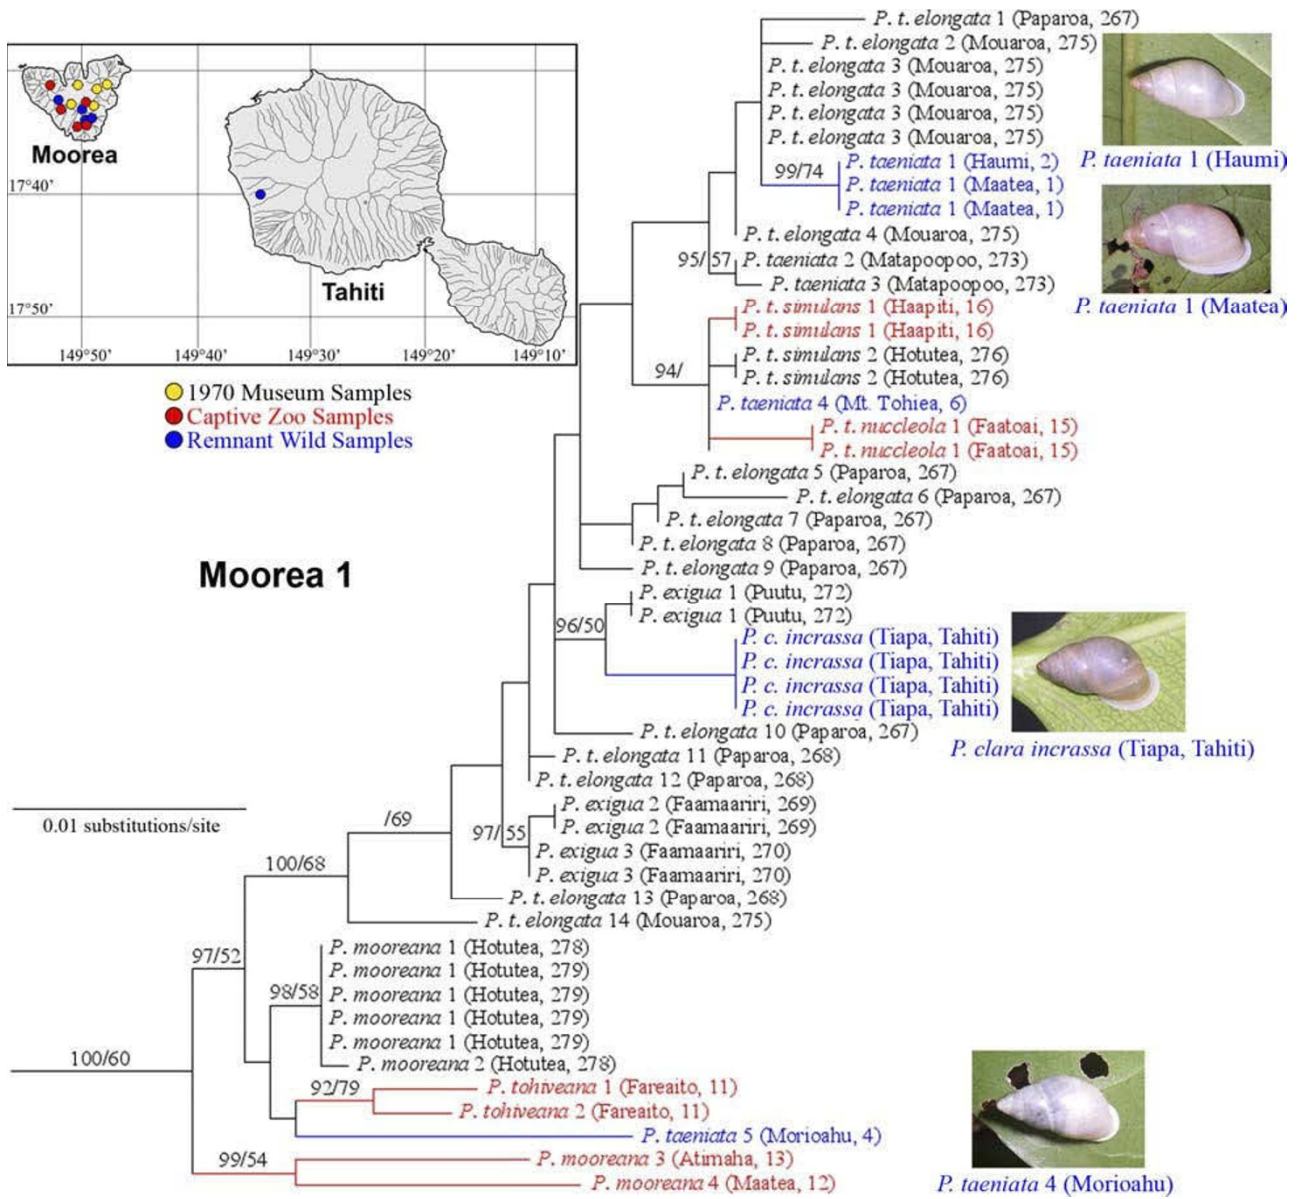 P. t. elongata 1 (Paparoa, 267)
P. t. elongata 2 (Mouaroa, 275)
P. t. elongata 3 (Mouaroa, 275)
P. t. elongata 3 (Mouaroa, 275)
P. t. elongata 3 (Mouaroa, 275)
P. t. elongata 3 (Mouaroa, 275)
99/74
P. taeniata 1 (Haumi, 2)
P. taeniata 1 (Maatea, 1)
P. taeniata 1 (Maatea, 1)
P. t. elongata 4 (Mouaroa, 275)
95/57
P. taeniata 2 (Matapoopoo, 273)
P. taeniata 3 (Matapoopoo, 273)
P. t. simulans 1 (Haapiti, 16)
P. t. simulans 1 (Haapiti, 16)
94/
P. t. simulans 2 (Hotutea, 276)
P. t. simulans 2 (Hotutea, 276)
P. taeniata 4 (Mt. Tohiea, 6)
P. t. nuccleola 1 (Faatoai, 15)
P. t. nuccleola 1 (Faatoai, 15)
P. t. elongata 5 (Paparoa, 267)
P. t. elongata 6 (Paparoa, 267)
P. t. elongata 7 (Paparoa, 267)
P. t. elongata 8 (Paparoa, 267)
P. t. elongata 9 (Paparoa, 267)
P. exigua 1 (Puutu, 272)
P. exigua 1 (Puutu, 272)
96/50
P. c. incrassa (Tiapa, Tahiti)
P. c. incrassa (Tiapa, Tahiti)
P. c. incrassa (Tiapa, Tahiti)
P. c. incrassa (Tiapa, Tahiti)
P. t. elongata 10 (Paparoa, 267)
P. t. elongata 11 (Paparoa, 268)
P. t. elongata 12 (Paparoa, 268)
P. exigua 2 (Faamaariri, 269)
P. exigua 2 (Faamaariri, 269)
97/55
P. exigua 3 (Faamaariri, 270)
P. exigua 3 (Faamaariri, 270)
/69
P. t. elongata 13 (Paparoa, 268)
100/68
P. t. elongata 14 (Mouaroa, 275)
97/52
P. mooreana 1 (Hotutea, 278)
P. mooreana 1 (Hotutea, 279)
P. mooreana 1 (Hotutea, 279)
98/58
P. mooreana 1 (Hotutea, 279)
P. mooreana 1 (Hotutea, 279)
P. mooreana 2 (Hotutea, 278)
100/60
92/79
P. tohiveana 1 (Fareaito, 11)
P. tohiveana 2 (Fareaito, 11)
P. taeniata 5 (Morioahu, 4)
99/54
P. mooreana 3 (Atimaha, 13)
P. mooreana 4 (Maatea, 12)
Moorea
Tahiti
17°40'
17°50'
149°50' 149°40' 149°30' 149°20' 149°10'
1970 Museum Samples
Captive Zoo Samples
Remnant Wild Samples
Moorea 1
0.01 substitutions/site
P. taeniata 1 (Haumi)
P. taeniata 1 (Maatea)
P. clara incrassa (Tiapa, Tahiti)
P. taeniata 4 (Morioahu)